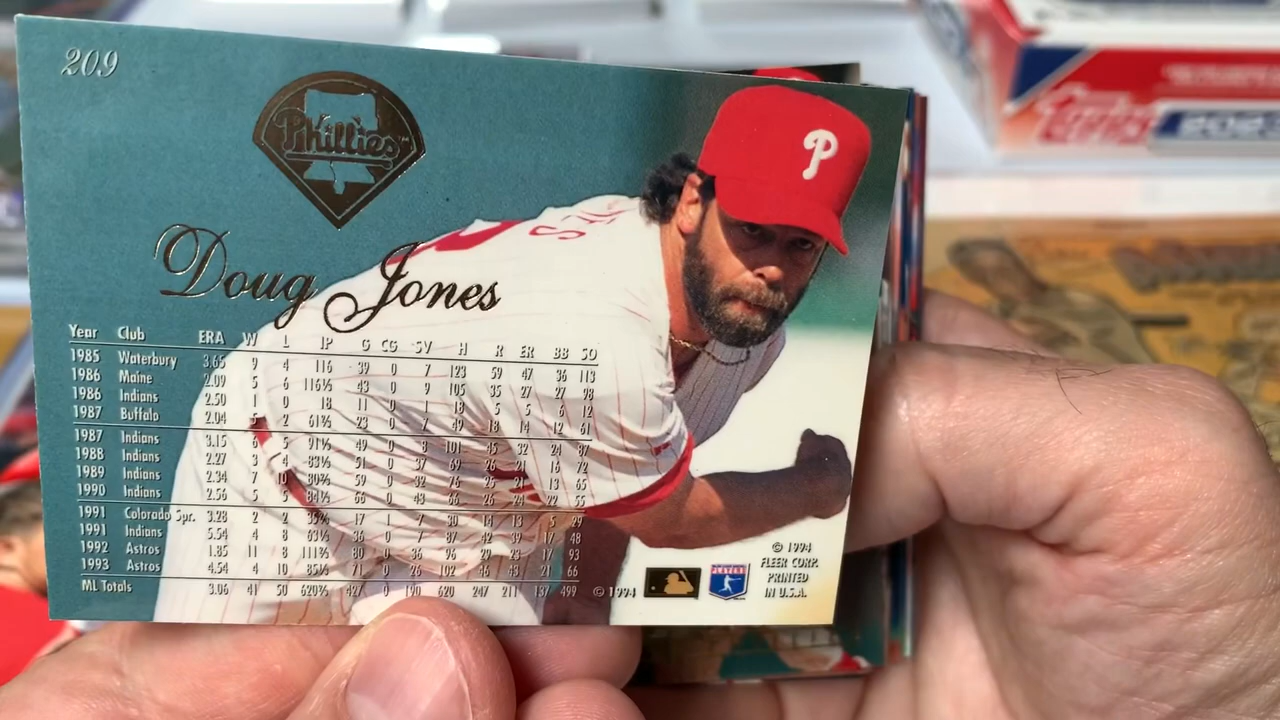 209
Phillies
Doug Jones
Year Club ERA W L IP G CG SV H R ER BB SO
1985 Waterbury 3.65 9 4 116 39 0 7 123 59 47 36 113
1986 Maine 2.09 5 6 116⅓ 43 0 9 105 35 27 27 98
1986 Indians 2.50 1 0 18 11 0 1 18 5 5 6 12
1987 Buffalo 2.04 5 2 61⅔ 23 0 7 49 18 14 12 61
1987 Indians 3.15 6 5 91⅓ 49 0 8 101 45 32 24 87
1988 Indians 2.27 3 4 83⅓ 51 0 37 69 26 21 16 72
1989 Indians 2.34 7 10 80⅔ 59 0 32 76 25 21 13 65
1990 Indians 2.56 5 5 84⅓ 66 0 43 66 26 24 22 55
1991 Colorado Spr. 3.28 2 2 35⅔ 17 1 7 30 14 13 5 29
1991 Indians 5.54 4 8 63⅓ 36 0 7 87 42 39 17 48
1992 Astros 1.85 11 8 111⅔ 80 0 36 96 29 23 17 93
1993 Astros 4.54 4 10 85⅓ 71 0 26 102 46 43 21 66
ML Totals 3.06 41 50 620⅓ 427 0 190 620 247 211 137 499
© 1994
PLAYERS
© 1994
FLEER CORP.
PRINTED
IN U.S.A.
P
Topps